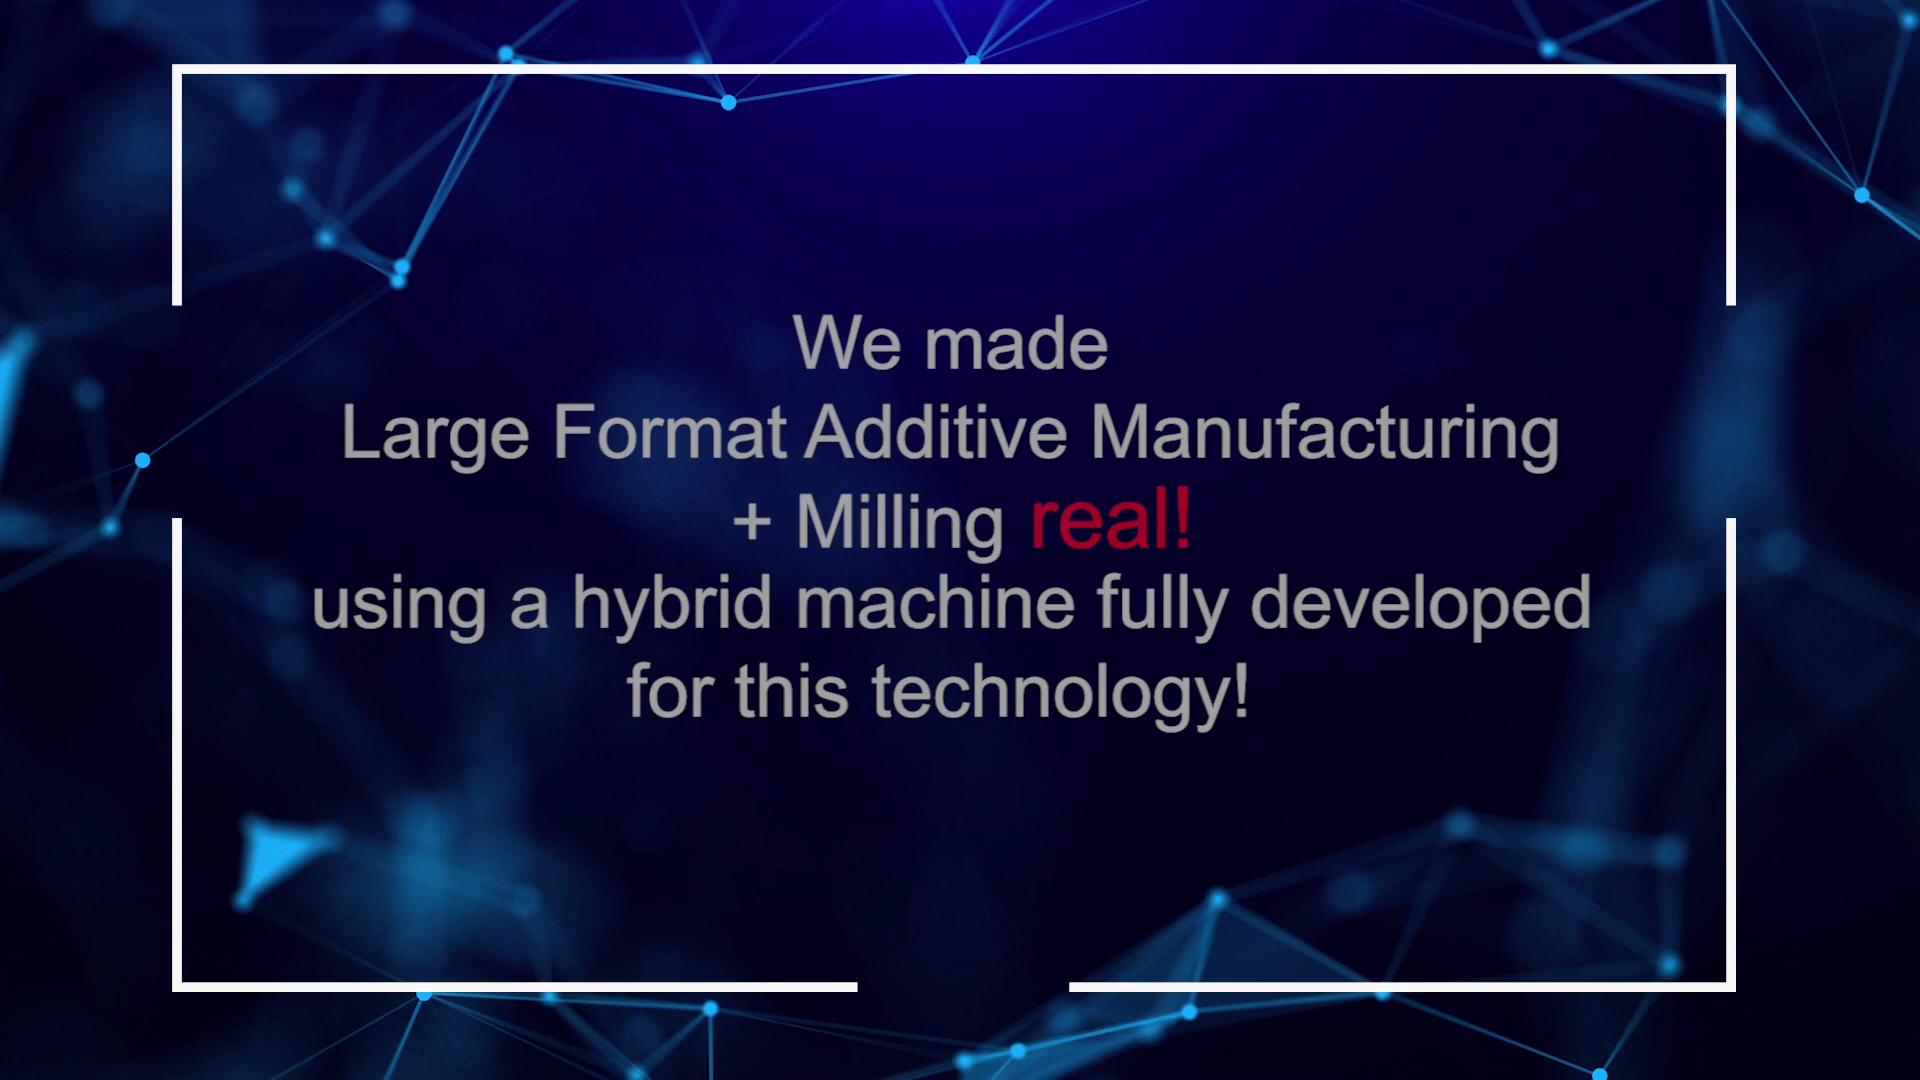 We made
Large Format Additive Manufacturing
+ Milling real!
using a hybrid machine fully developed
for this technology!